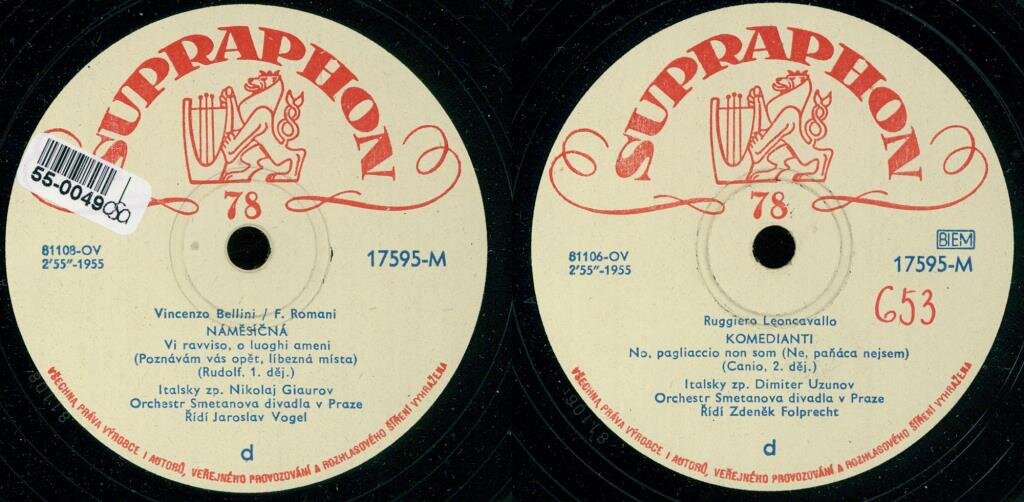 SUPRAPHON
78
55-0049
81108-OV
2'55"-1955
17595-M
Vincenzo Bellini / F. Romani
NÁMĚSÍČNÁ
Vi ravviso, o luoghi ameni
(Poznávám vás opět, líbezná místa)
(Rudolf. 1. děj.)
Italsky zp. Nikolaj Giaurov
Orchestr Smetanova divadla v Praze
Řídí Jaroslav Vogel
d
VŠECHNA PRÁVA VÝROBCE I AUTORŮ, VEŘEJNÉHO PROVOZOVÁNÍ A ROZHLASOVÉHO ŠÍŘENÍ VYHRAŽENA
SUPRAPHON
78
81106-OV
2'55"-1955
BIEM
17595-M
653
Ruggiero Leoncavallo
KOMEDIANTI
No, pagliaccio non som (Ne, paňáca nejsem)
(Canio, 2. děj.)
Italsky zp. Dimiter Uzunov
Orchestr Smetanova divadla v Praze
Řídí Zdeněk Folprecht
d
VŠECHNA PRÁVA VÝROBCE I AUTORŮ, VEŘEJNÉHO PROVOZOVÁNÍ A ROZHLASOVÉHO ŠÍŘENÍ VYHRAŽENA